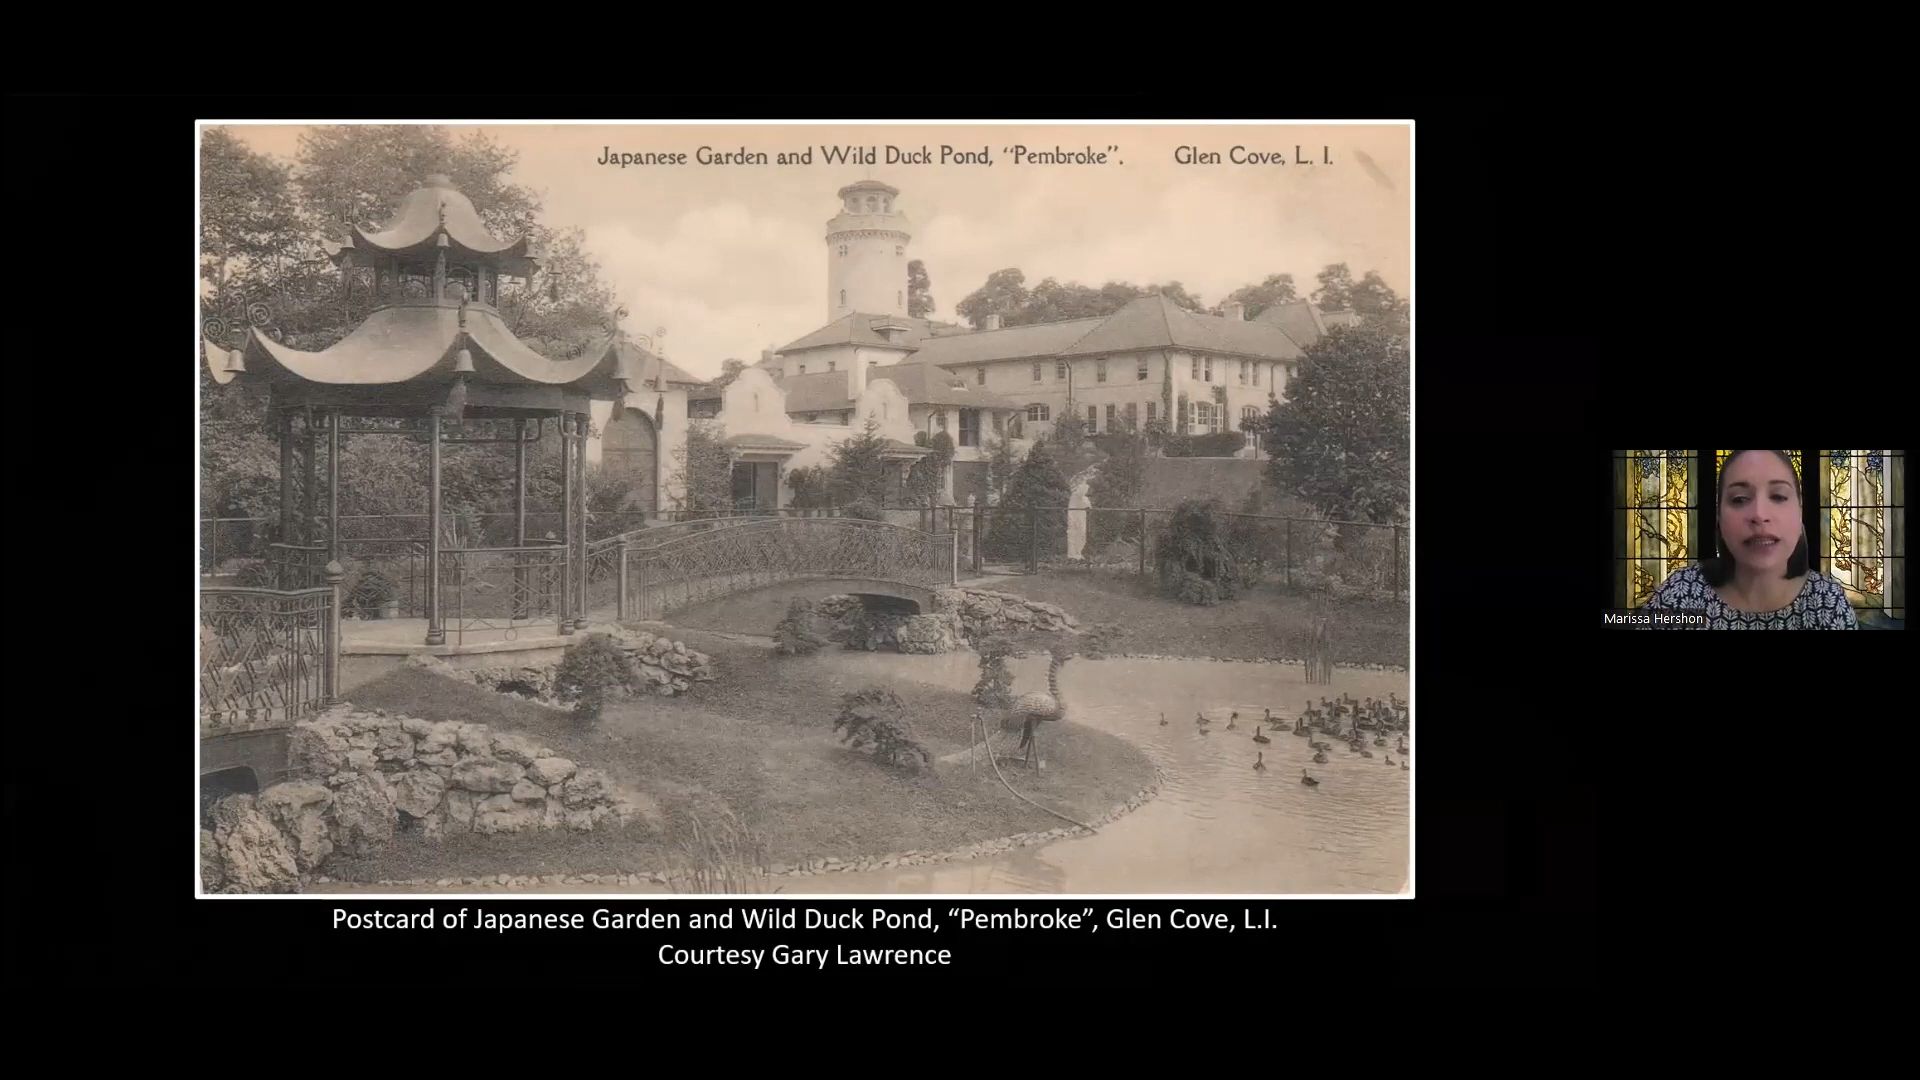 Japanese Garden and Wild Duck Pond, “Pembroke”. Glen Cove, L. I.
Marissa Hershon
Postcard of Japanese Garden and Wild Duck Pond, “Pembroke”, Glen Cove, L.I.
Courtesy Gary Lawrence